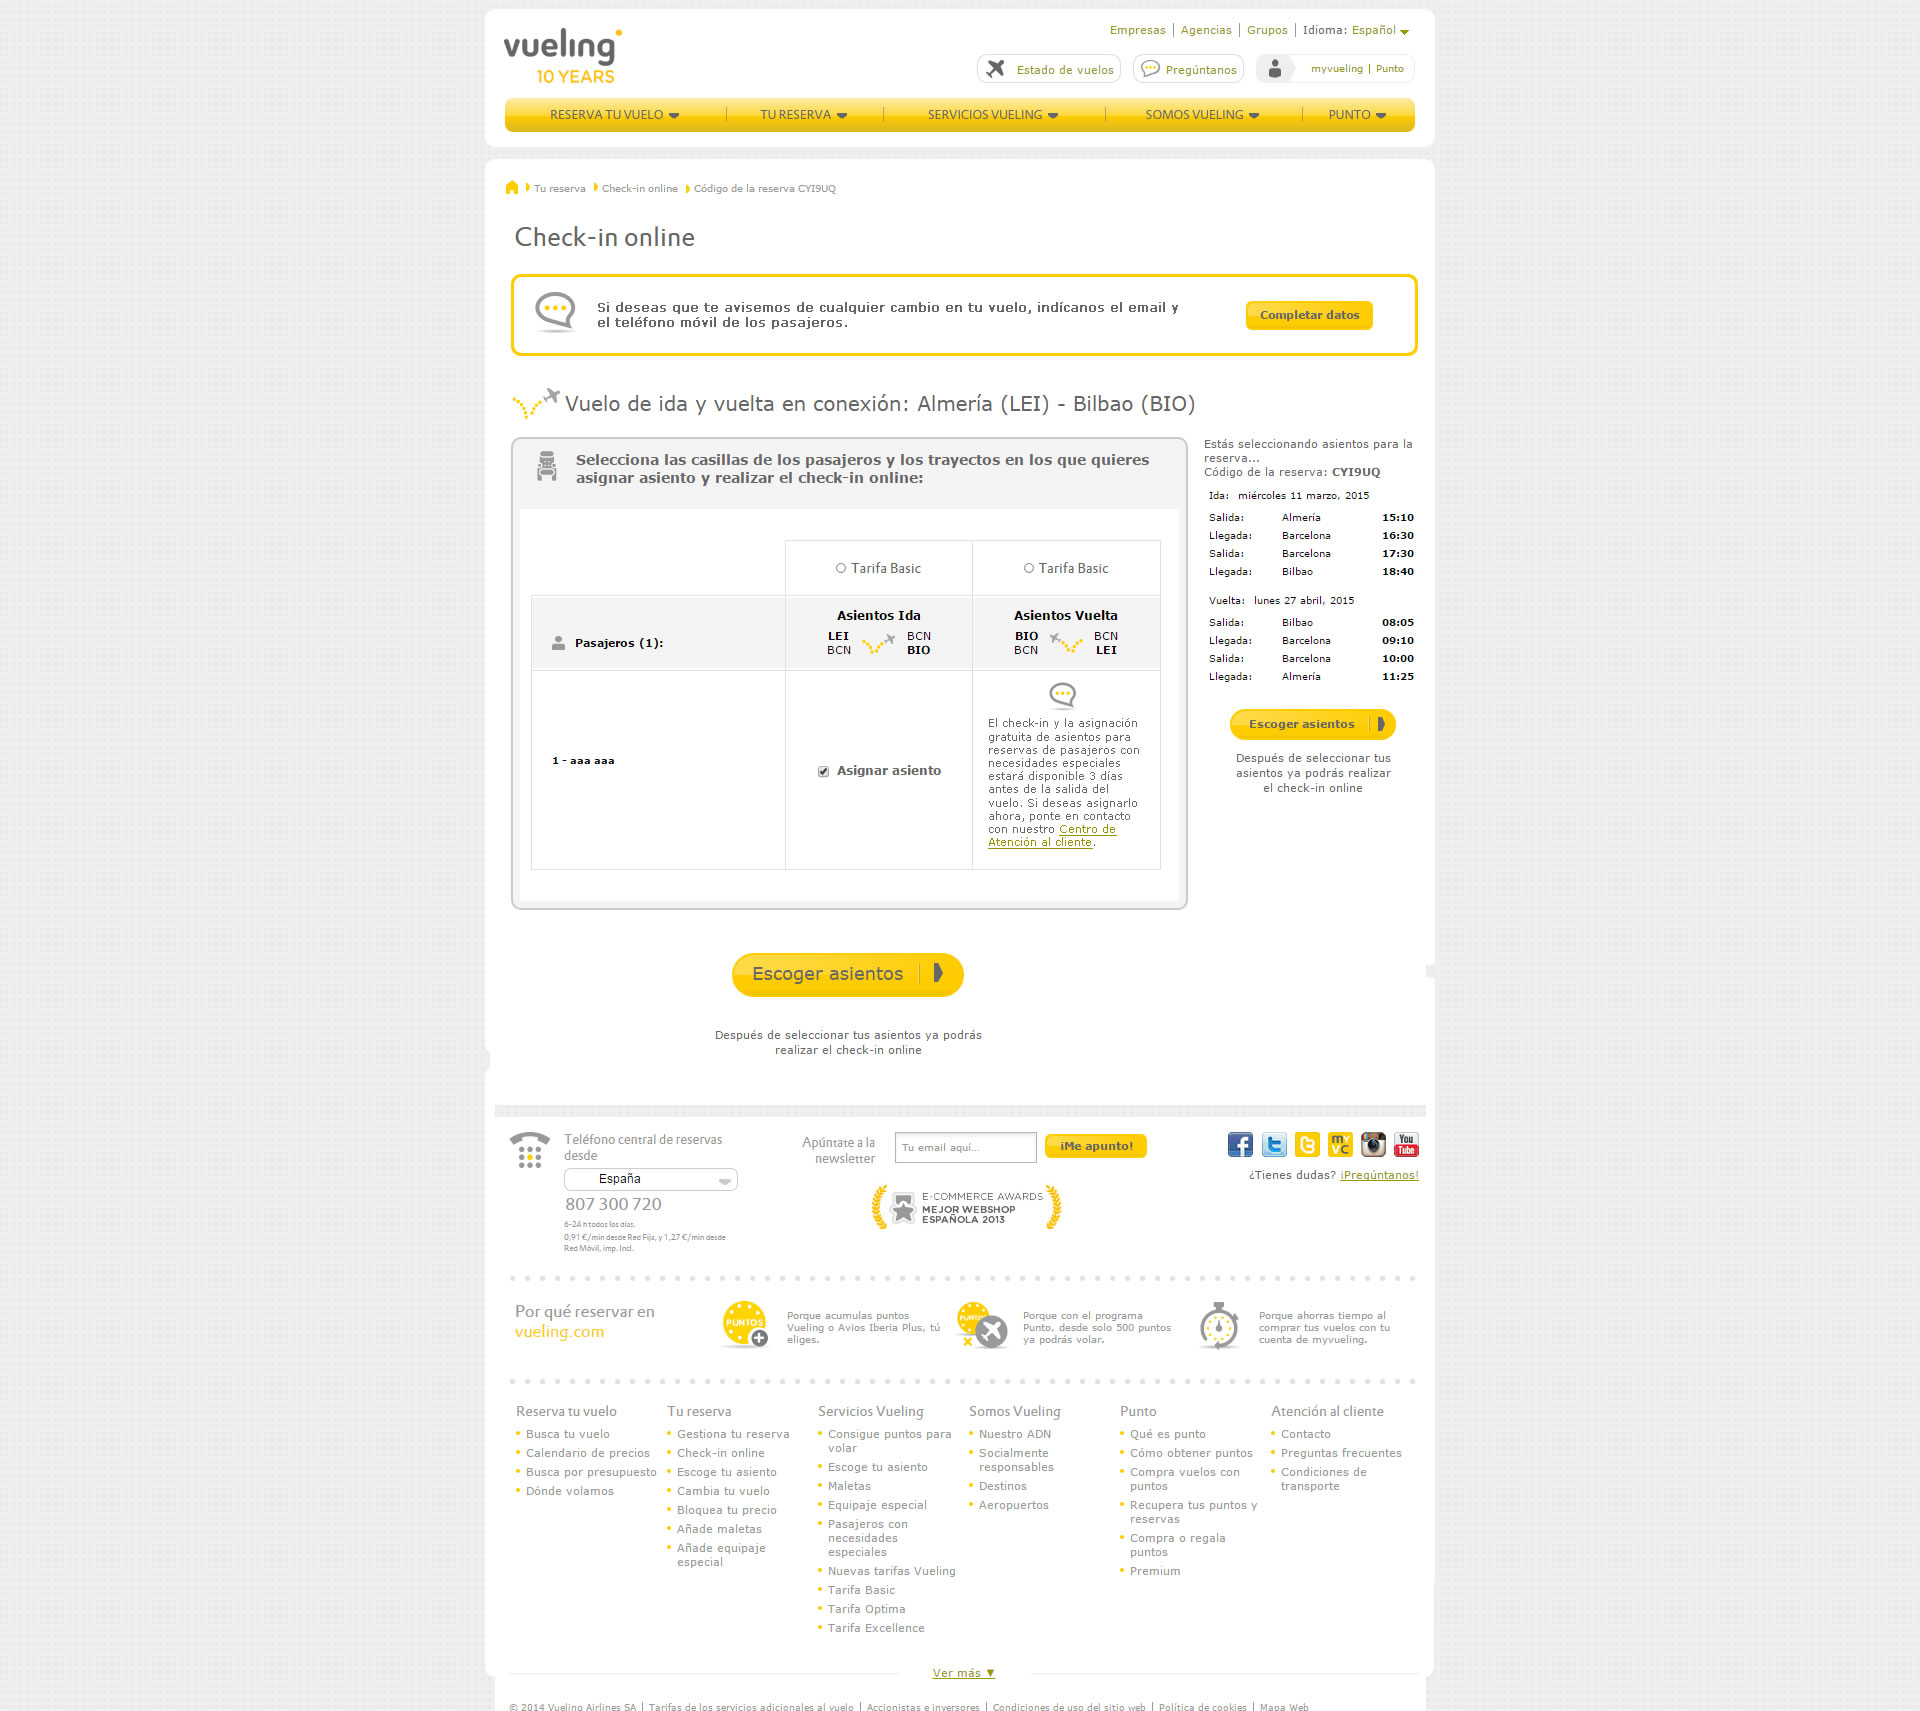 vueling
10 YEARS
Empresas | Agencias | Grupos | Idioma: Español
Estado de vuelos
Pregúntanos
myvueling | Punto
RESERVA TU VUELO
TU RESERVA
SERVICIOS VUELING
SOMOS VUELING
PUNTO
Tu reserva
Check-in online
Código de la reserva CYI9UQ
Check-in online
Si deseas que te avisemos de cualquier cambio en tu vuelo, indícanos el email y
el teléfono móvil de los pasajeros.
Completar datos
Vuelo de ida y vuelta en conexión: Almería (LEI) - Bilbao (BIO)
Selecciona las casillas de los pasajeros y los trayectos en los que quieres
asignar asiento y realizar el check-in online:
Tarifa Basic
Tarifa Basic
Pasajeros (1):
Asientos Ida
LEI BCN
BCN BIO
Asientos Vuelta
BIO BCN
BCN LEI
1 - aaa aaa
Asignar asiento
El check-in y la asignación
gratuita de asientos para
reservas de pasajeros con
necesidades especiales
estará disponible 3 días
antes de la salida del
vuelo. Si deseas asignarlo
ahora, ponte en contacto
con nuestro Centro de
Atención al cliente.
Estás seleccionando asientos para la
reserva...
Código de la reserva: CYI9UQ
Ida: miércoles 11 marzo, 2015
Salida: Almería 15:10
Llegada: Barcelona 16:30
Salida: Barcelona 17:30
Llegada: Bilbao 18:40
Vuelta: lunes 27 abril, 2015
Salida: Bilbao 08:05
Llegada: Barcelona 09:10
Salida: Barcelona 10:00
Llegada: Almería 11:25
Escoger asientos
Después de seleccionar tus
asientos ya podrás realizar
el check-in online
Escoger asientos
Después de seleccionar tus asientos ya podrás
realizar el check-in online
Teléfono central de reservas
desde
España
807 300 720
6-24 h todos los días.
0,91 €/min desde Red Fija, y 1,27 €/min desde
Red Móvil, imp. Incl.
Apúntate a la
newsletter
Tu email aquí...
¡Me apunto!
E-COMMERCE AWARDS
MEJOR WEBSHOP
ESPAÑOLA 2013
MY
VC
You
Tube
¿Tienes dudas? ¡Pregúntanos!
Por qué reservar en
vueling.com
PUNTOS
Porque acumulas puntos
Vueling o Avios Iberia Plus, tú
eliges.
PUNTOS
Porque con el programa
Punto, desde solo 500 puntos
ya podrás volar.
Porque ahorras tiempo al
comprar tus vuelos con tu
cuenta de myvueling.
Reserva tu vuelo
Busca tu vuelo
Calendario de precios
Busca por presupuesto
Dónde volamos
Tu reserva
Gestiona tu reserva
Check-in online
Escoge tu asiento
Cambia tu vuelo
Bloquea tu precio
Añade maletas
Añade equipaje
especial
Servicios Vueling
Consigue puntos para
volar
Escoge tu asiento
Maletas
Equipaje especial
Pasajeros con
necesidades
especiales
Nuevas tarifas Vueling
Tarifa Basic
Tarifa Optima
Tarifa Excellence
Somos Vueling
Nuestro ADN
Socialmente
responsables
Destinos
Aeropuertos
Punto
Qué es punto
Cómo obtener puntos
Compra vuelos con
puntos
Recupera tus puntos y
reservas
Compra o regala
puntos
Premium
Atención al cliente
Contacto
Preguntas frecuentes
Condiciones de
transporte
Ver más ▼
© 2014 Vueling Airlines SA | Tarifas de los servicios adicionales al vuelo | Accionistas e inversores | Condiciones de uso del sitio web | Política de cookies | Mapa Web